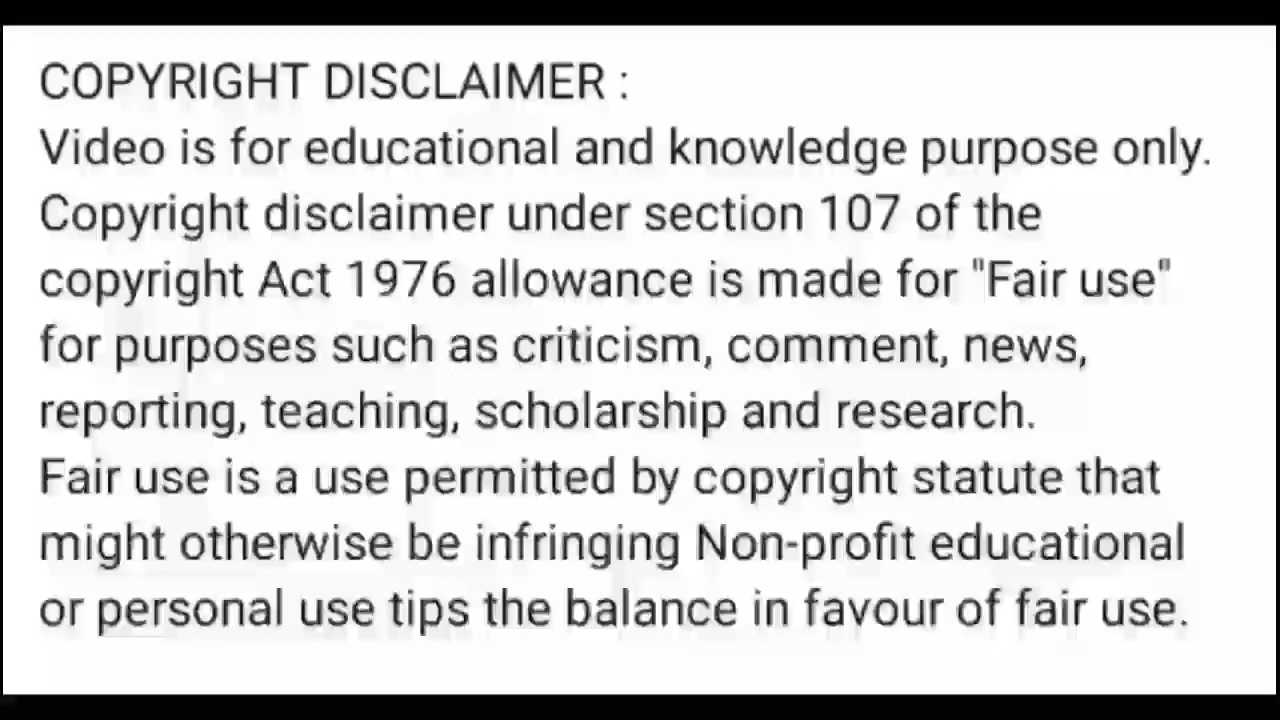 COPYRIGHT DISCLAIMER :
Video is for educational and knowledge purpose only.
Copyright disclaimer under section 107 of the
copyright Act 1976 allowance is made for "Fair use"
for purposes such as criticism, comment, news,
reporting, teaching, scholarship and research.
Fair use is a use permitted by copyright statute that
might otherwise be infringing Non-profit educational
or personal use tips the balance in favour of fair use.